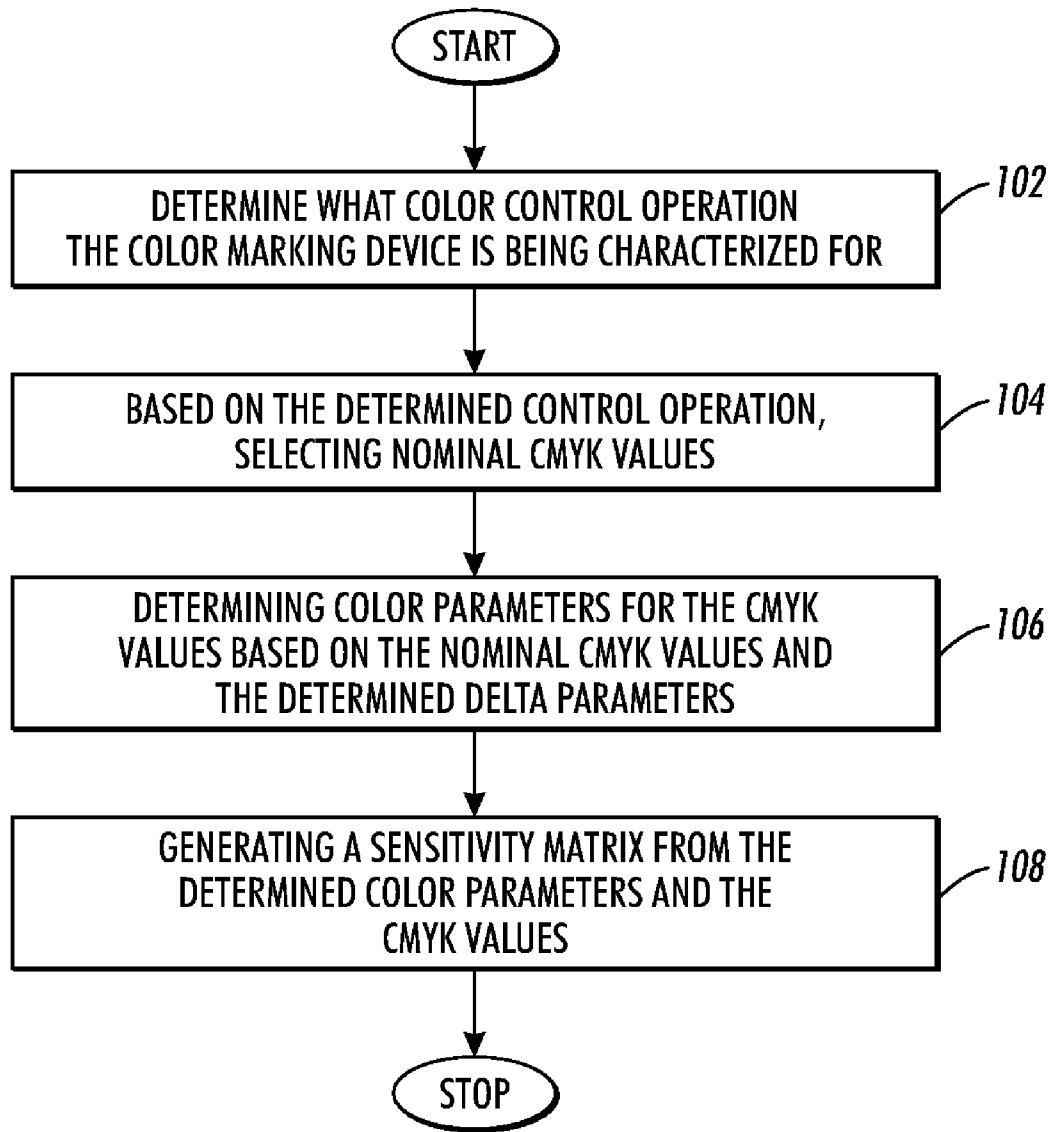 START
DETERMINE WHAT COLOR CONTROL OPERATION
THE COLOR MARKING DEVICE IS BEING CHARACTERIZED FOR
102
BASED ON THE DETERMINED CONTROL OPERATION,
SELECTING NOMINAL CMYK VALUES
104
DETERMINING COLOR PARAMETERS FOR THE CMYK
VALUES BASED ON THE NOMINAL CMYK VALUES AND
THE DETERMINED DELTA PARAMETERS
106
GENERATING A SENSITIVITY MATRIX FROM THE
DETERMINED COLOR PARAMETERS AND THE
CMYK VALUES
108
STOP